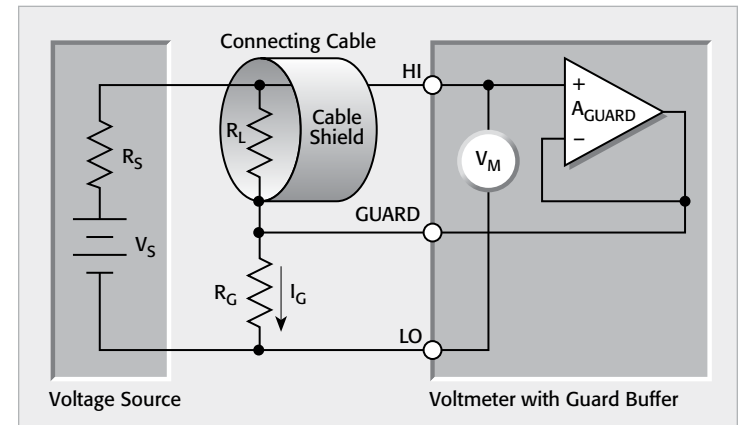 Connecting Cable
HI
+
A_GUARD
−
R_L
Cable
Shield
R_S
V_M
GUARD
V_S
R_G
I_G
LO
Voltage Source
Voltmeter with Guard Buffer